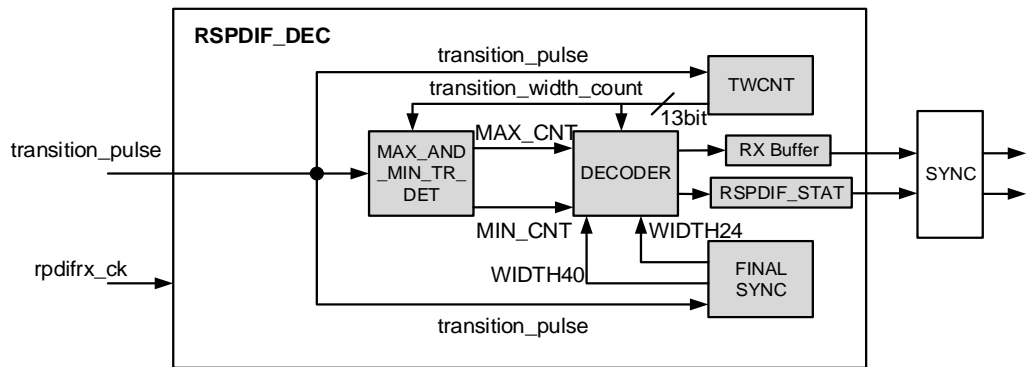 RSPDIF_DEC
transition_pulse
TWCNT
transition_width_count
13bit
MAX_CNT
transition_pulse
MAX_AND
_MIN_TR_
DET
DECODER
RX Buffer
SYNC
RSPDIF_STAT
MIN_CNT
WIDTH24
rpdifrx_ck
WIDTH40
FINAL
SYNC
transition_pulse